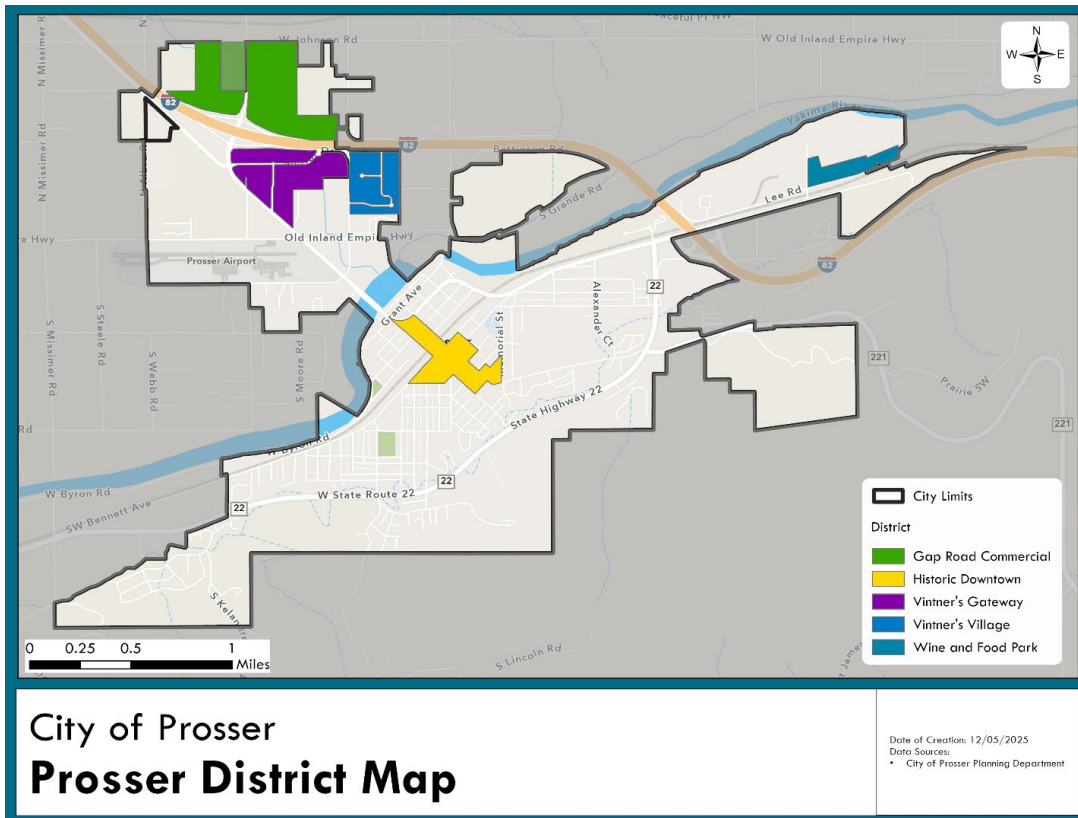 W Johnson Rd
W Old Inland Empire Hwy
N
W E
S
N Missimer Rd
82
N Missimer Rd
82
Yakima River
S Grande Rd
Lee Rd
Old Inland Empire Hwy
re Hwy
Prosser Airport
82
22
Grant Ave
Alexander Ct
S Steele Rd
S Missimer Rd
S Webb Rd
S Moore Rd
221
Prairie SW
State Highway 22
221
Rd
W Byron Rd
W Byron Rd
22
W State Route 22
22
SW Bennett Ave
S Lincoln Rd
City Limits
District
Gap Road Commercial
Historic Downtown
Vintner's Gateway
Vintner's Village
Wine and Food Park
0 0.25 0.5 1
Miles
City of Prosser
Prosser District Map
Date of Creation: 12/05/2025
Data Sources:
• City of Prosser Planning Department